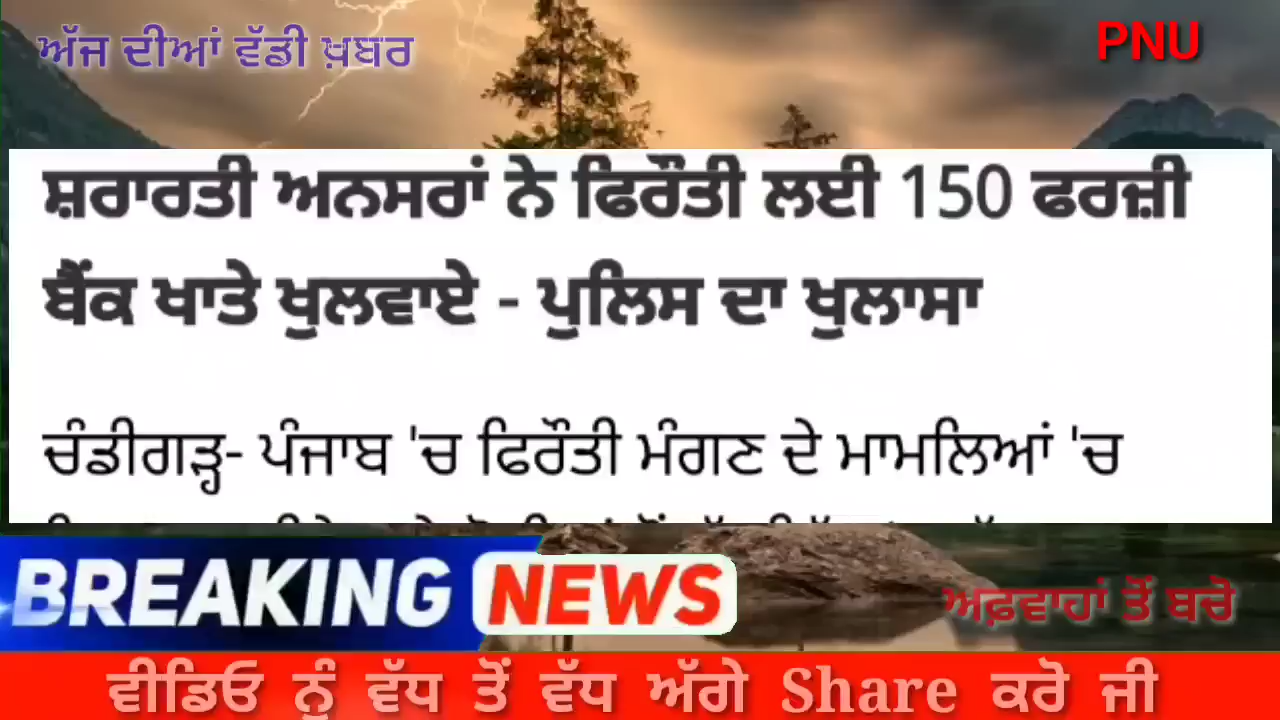 ਅੱਜ ਦੀਆਂ ਵੱਡੀ ਖ਼ਬਰ
PNU
ਸ਼ਰਾਰਤੀ ਅਨਸਰਾਂ ਨੇ ਫਿਰੌਤੀ ਲਈ 150 ਫਰਜ਼ੀ
ਬੈਂਕ ਖਾਤੇ ਖੁਲਵਾਏ - ਪੁਲਿਸ ਦਾ ਖੁਲਾਸਾ
ਚੰਡੀਗੜ੍ਹ- ਪੰਜਾਬ 'ਚ ਫਿਰੌਤੀ ਮੰਗਣ ਦੇ ਮਾਮਲਿਆਂ 'ਚ
BREAKING NEWS
ਅਫ਼ਵਾਹਾਂ ਤੋਂ ਬਚੋ
ਵੀਡਿਓ ਨੂੰ ਵੱਧ ਤੋਂ ਵੱਧ ਅੱਗੇ Share ਕਰੋ ਜੀ